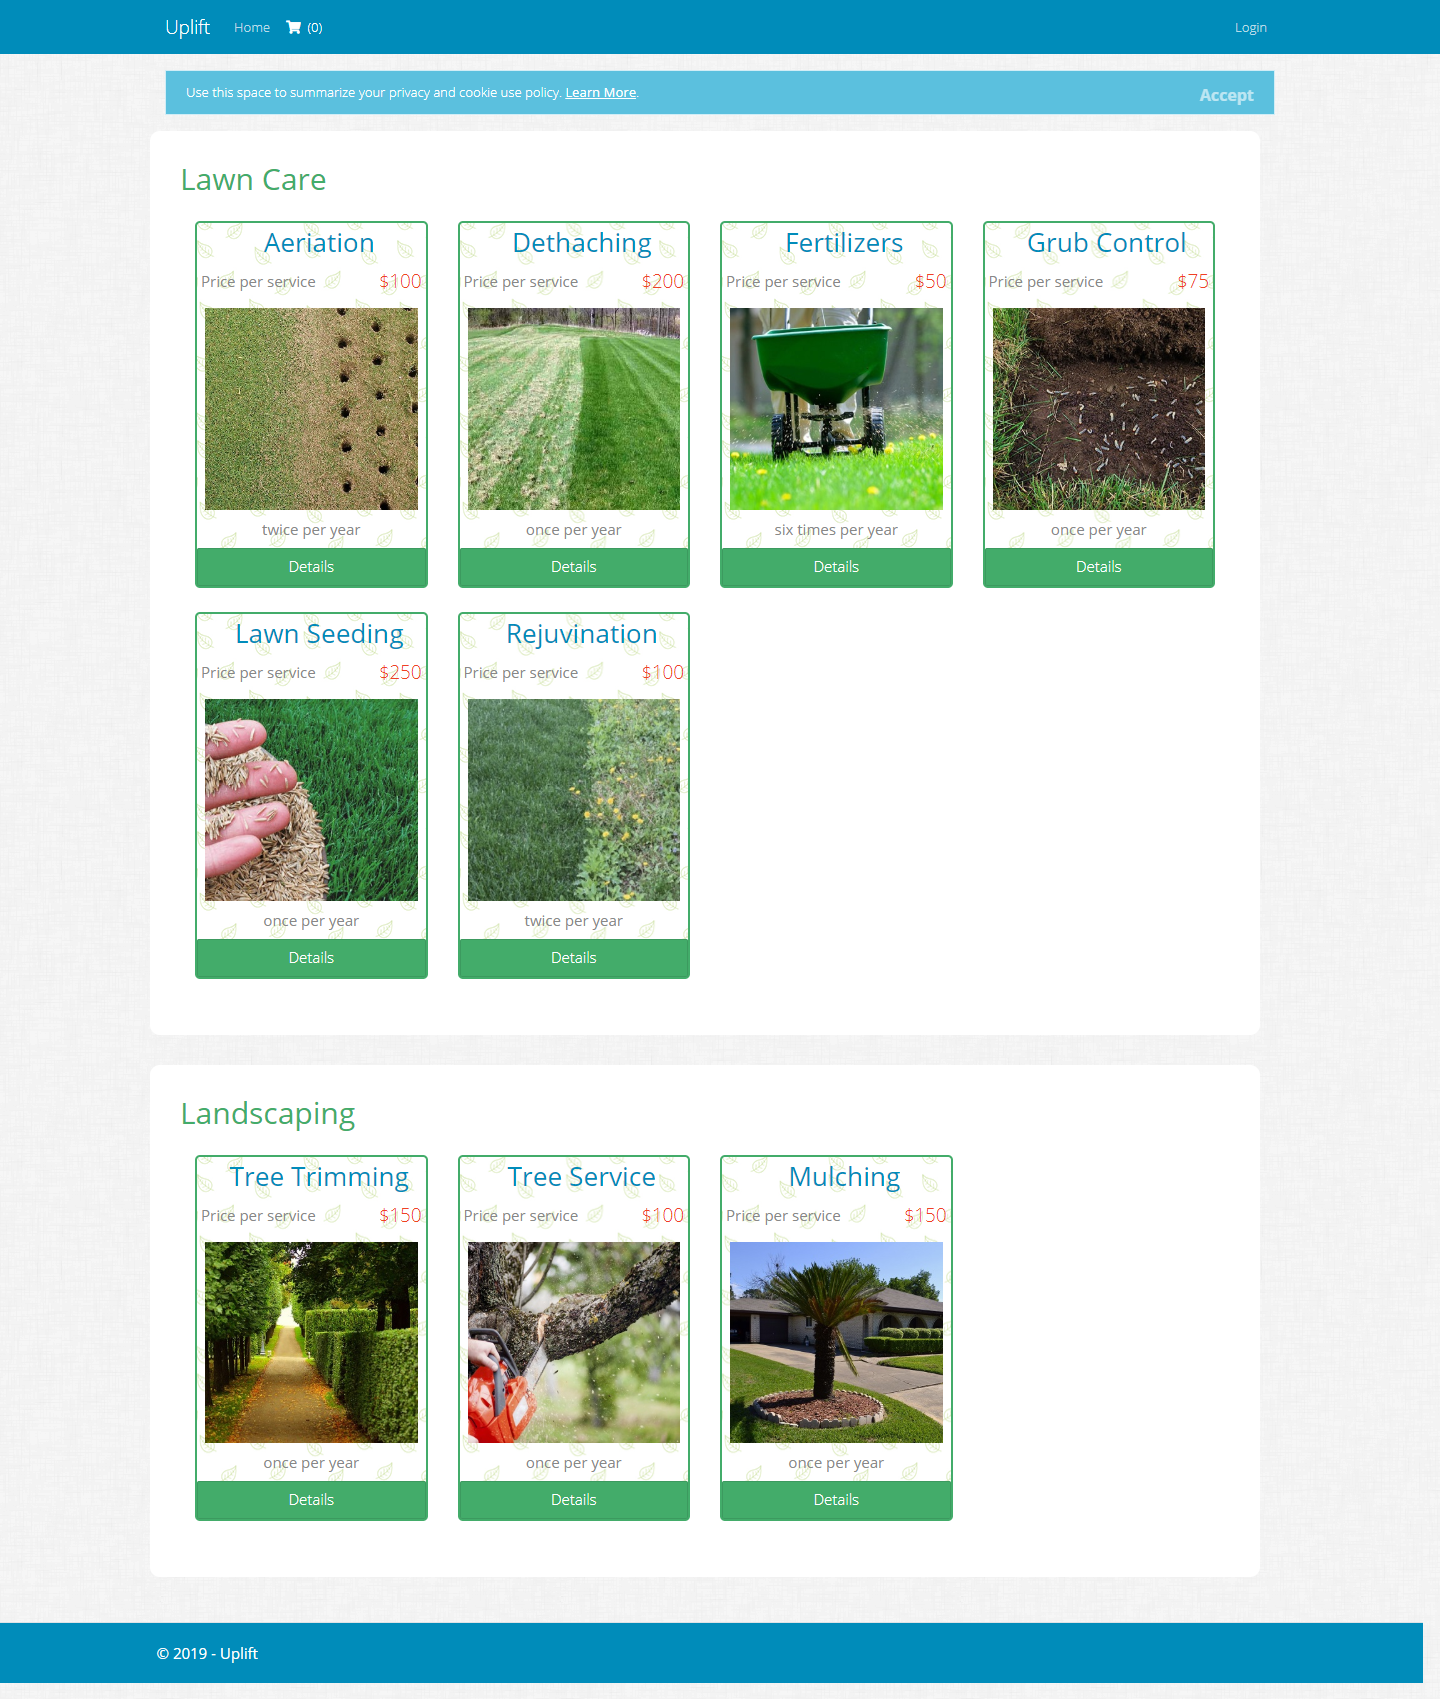 Uplift Home (0) Login
Use this space to summarize your privacy and cookie use policy. Learn More. Accept
Lawn Care
Aeriation Dethaching Fertilizers Grub Control
Price per service $100 Price per service $200 Price per service $50 Price per service $75
twice per year once per year six times per year once per year
Details Details Details Details
Lawn Seeding Rejuvination
Price per service $250 Price per service $100
once per year twice per year
Details Details
Landscaping
Tree Trimming Tree Service Mulching
Price per service $150 Price per service $100 Price per service $150
once per year once per year once per year
Details Details Details
© 2019 - Uplift